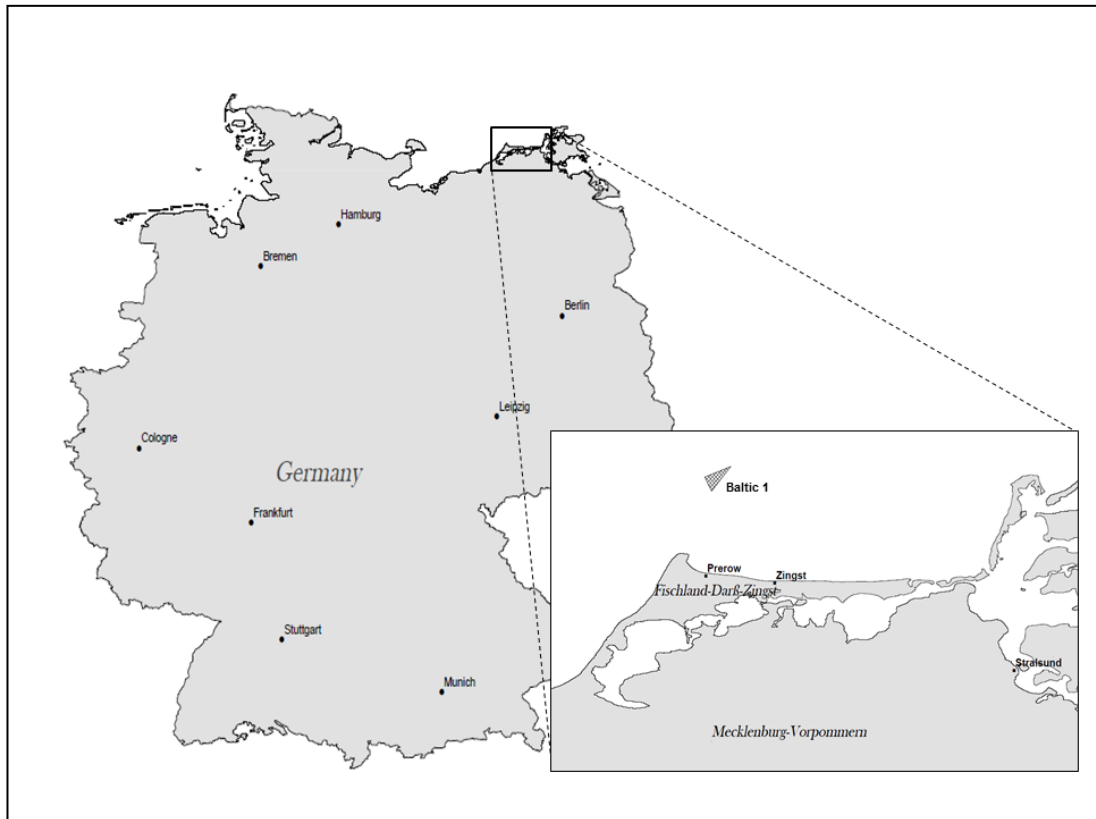 Hamburg
Bremen
Berlin
Leipzig
Cologne
Germany
Frankfurt
Stuttgart
Munich
Baltic 1
Prerow
Zingst
Fischland-Darß-Zingst
Stralsund
Mecklenburg-Vorpommern